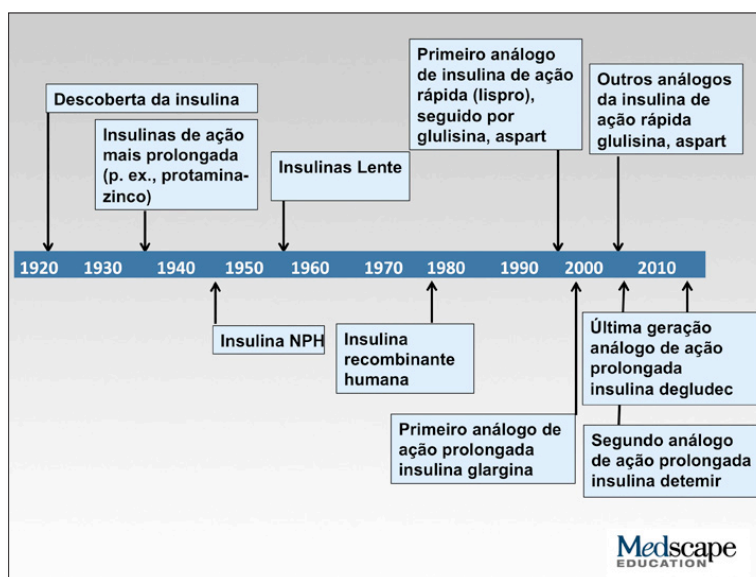 Descoberta da insulina
Insulinas de ação
mais prolongada
(p. ex., protamina-
zinco)
Insulinas Lente
Primeiro análogo
de insulina de ação
rápida (lispro),
seguido por
glulisina, aspart
Outros análogos
da insulina de
ação rápida
glulisina, aspart
1920 1930 1940 1950 1960 1970 1980 1990 2000 2010
Insulina NPH
Insulina
recombinante
humana
Primeiro análogo de
ação prolongada
insulina glargina
Última geração
análogo de ação
prolongada
insulina degludec
Segundo análogo
de ação prolongada
insulina detemir
Medscape
EDUCATION